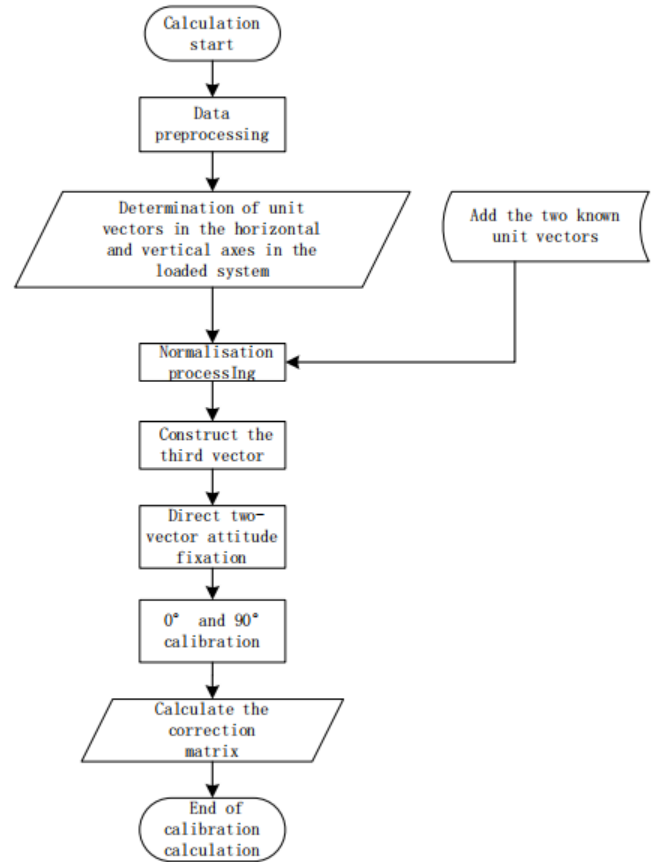 Calculation
start
Data
preprocessing
Determination of unit
vectors in the horizontal
and vertical axes in the
loaded system
Add the two known
unit vectors
Normalisation
processIng
Construct the
third vector
Direct two-
vector attitude
fixation
0° and 90°
calibration
Calculate the
correction
matrix
End of
calibration
calculation